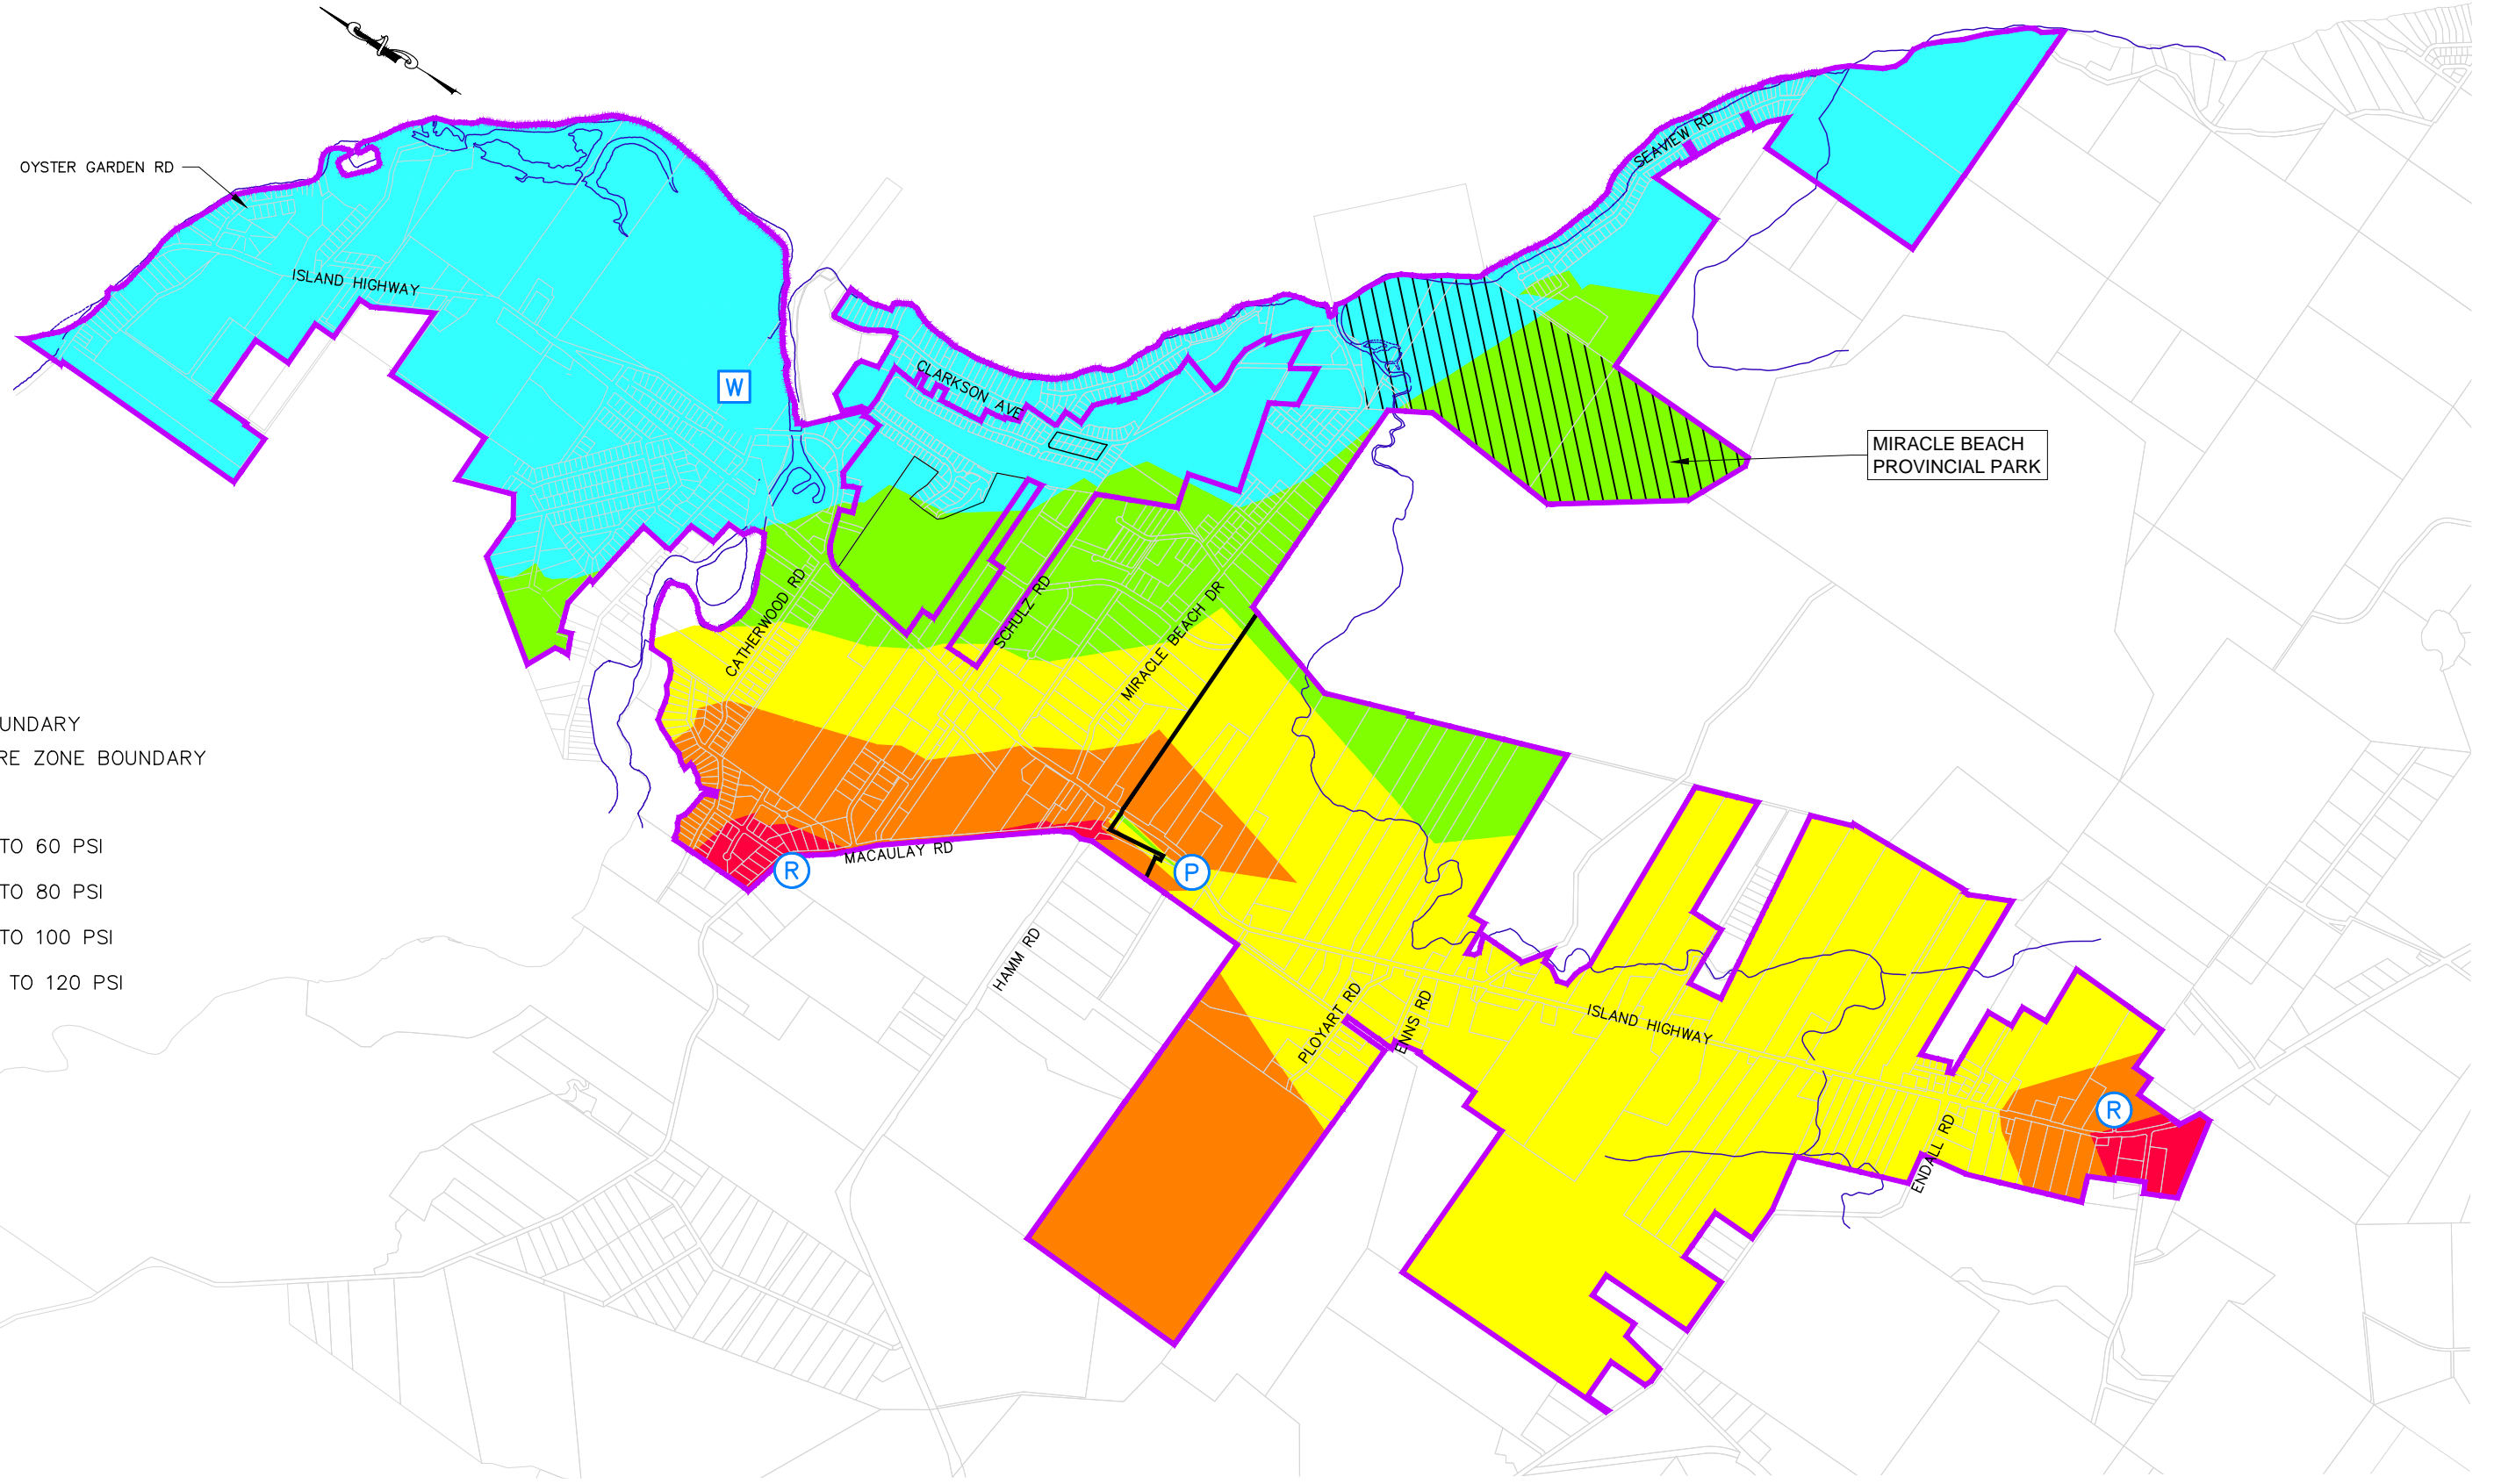 OYSTER GARDEN RD
SEAVIEW RD
ISLAND HIGHWAY
W
CLARKSON AVE
MIRACLE BEACH
PROVINCIAL PARK
CATHERWOOD RD
SCHULZ RD
MIRACLE BEACH DR
UNDARY
RE ZONE BOUNDARY
TO 60 PSI
TO 80 PSI
TO 100 PSI
TO 120 PSI
MACAULAY RD
R
P
HAMM RD
PLOYART RD
ENNS RD
ISLAND HIGHWAY
ENDALL RD
R